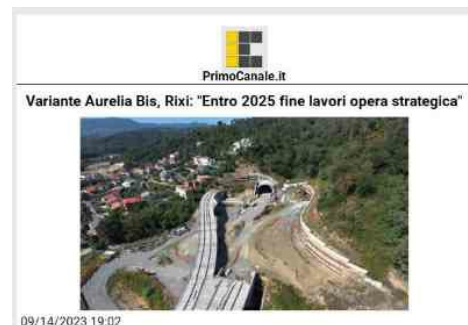 PrimoCanale.it
Variante Aurelia Bis, Rixi: "Entro 2025 fine lavori opera strategica"
09/14/2023 19:02